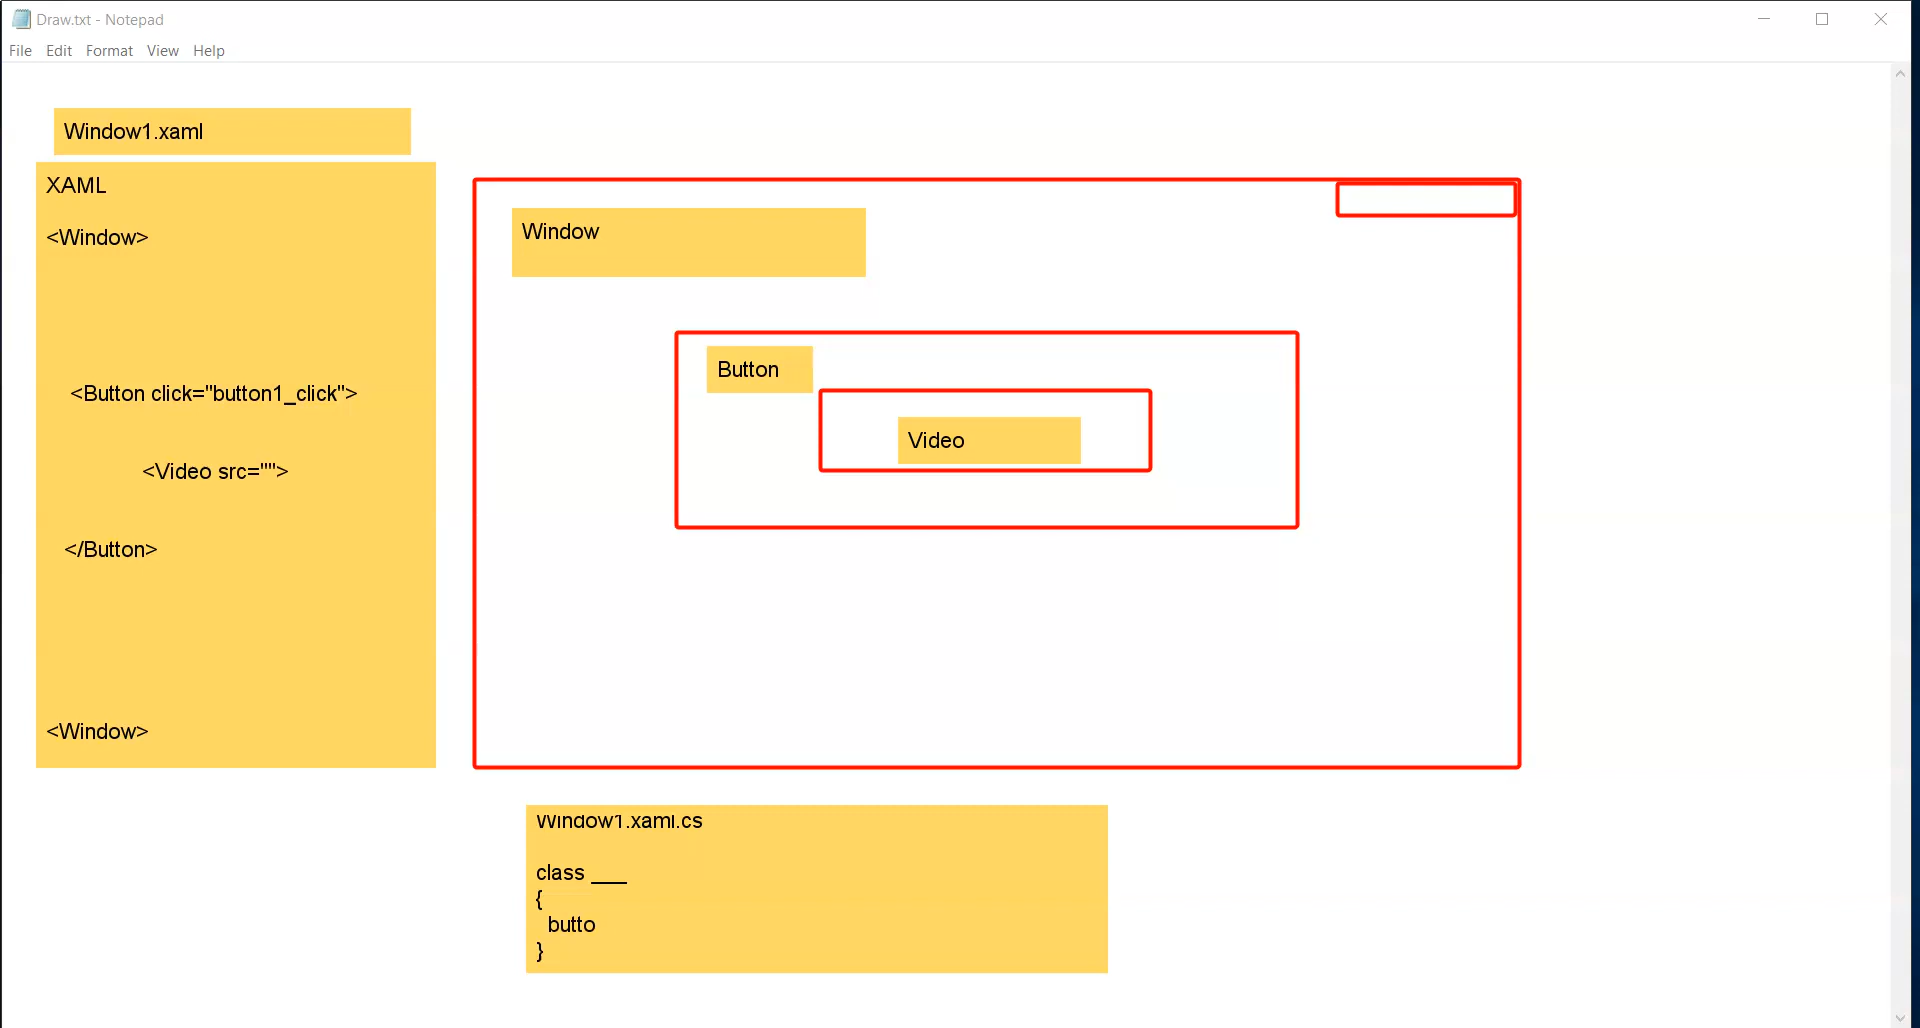 Draw.txt - Notepad
File Edit Format View Help
Window1.xaml
XAML
<Window>
<Button click="button1_click">
<Video src="">
</Button>
<Window>
Window
Button
Video
Window1.xaml.cs
class ___
{
butto
}